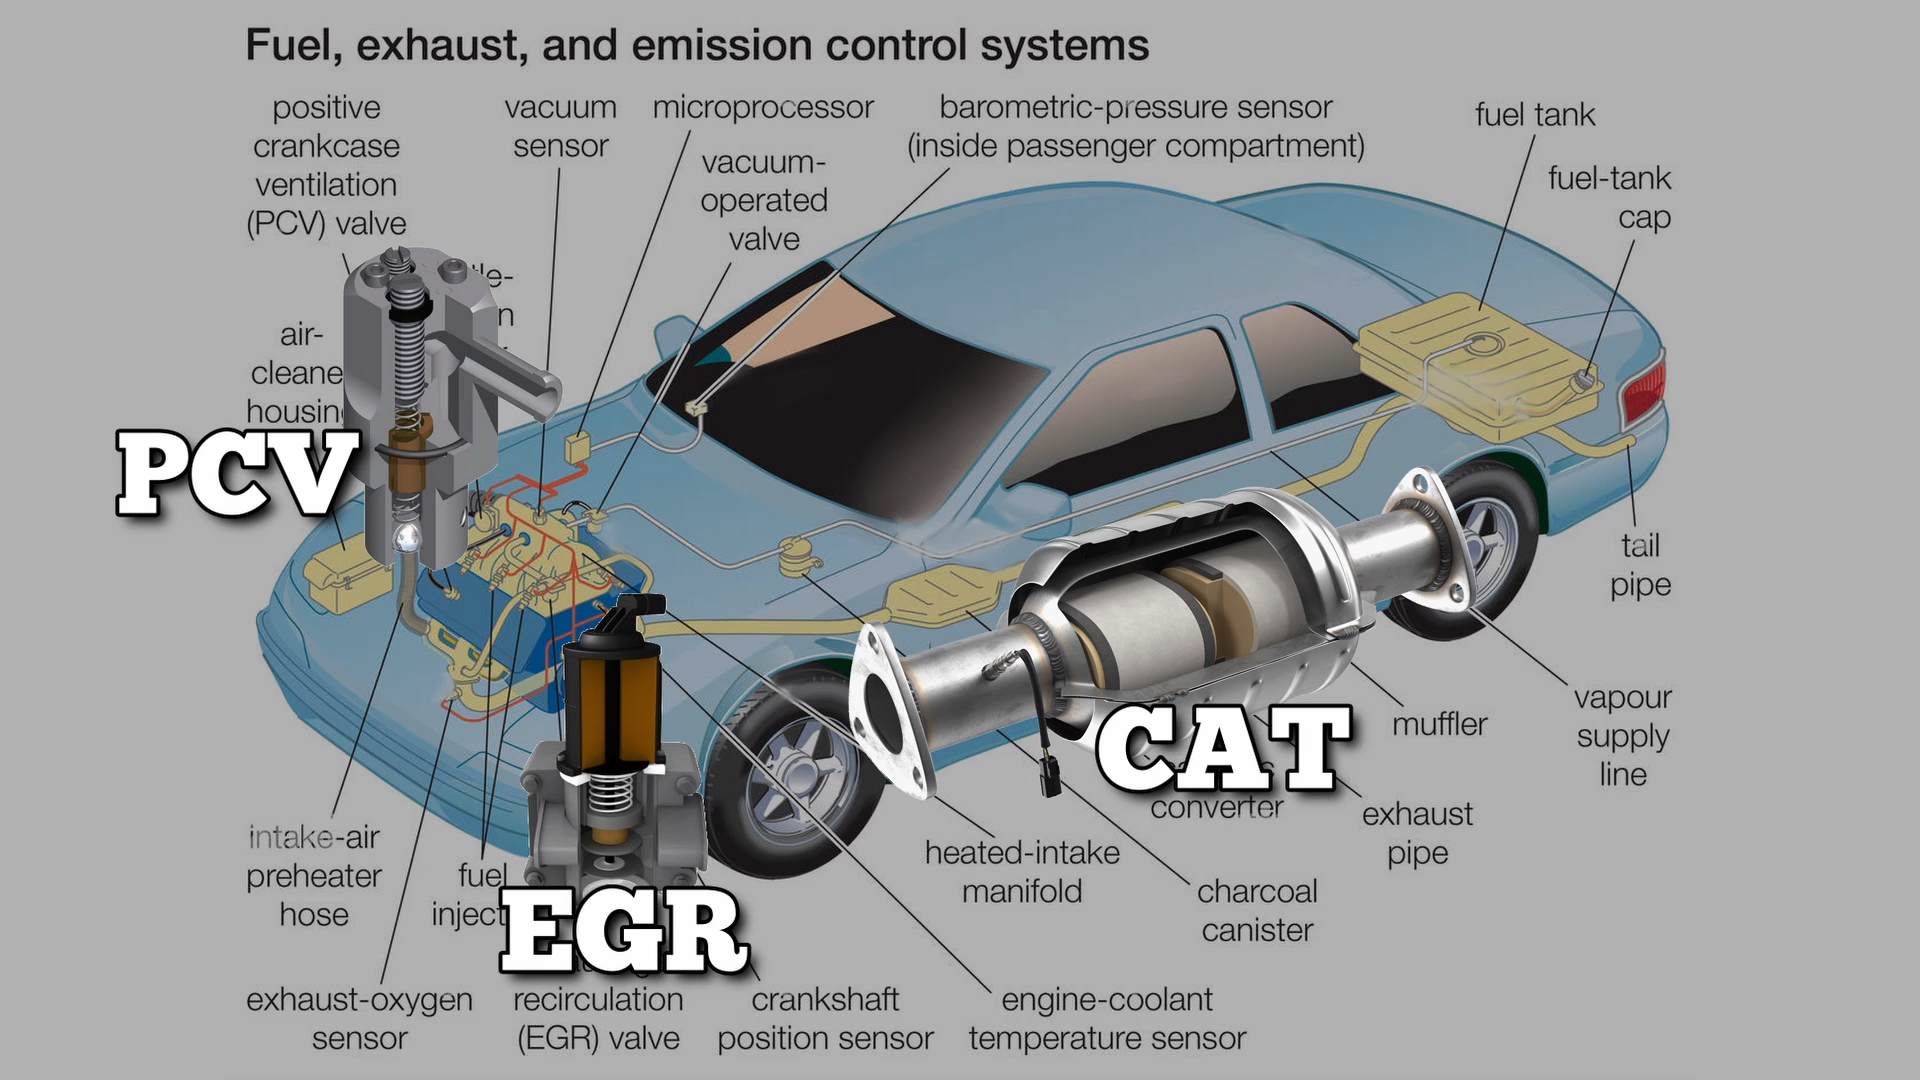 Fuel, exhaust, and emission control systems
positive
crankcase
ventilation
(PCV) valve
vacuum
sensor
microprocessor
vacuum-
operated
valve
barometric-pressure sensor
(inside passenger compartment)
fuel tank
fuel-tank
cap
air-
cleane
housing
PCV
tail
pipe
CAT
converter
muffler
vapour
supply
line
exhaust
pipe
heated-intake
manifold
charcoal
canister
intake-air
preheater
hose
fuel
inject
EGR
exhaust-oxygen
sensor
recirculation
(EGR) valve
crankshaft
position sensor
engine-coolant
temperature sensor